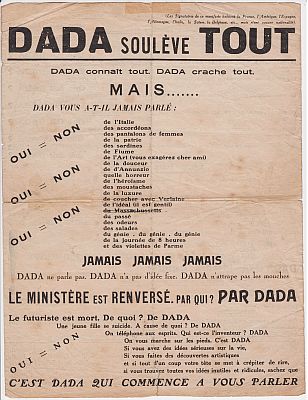 (Les Signataires de ce manifeste habitent la France, l'Amérique, l'Espagne,
l'Allemagne, l'Italie, la Suisse, la Belgique, etc., mais n'ont aucune nationalité)
DADA SOULÈVE TOUT
DADA connaît tout. DADA crache tout.
MAIS.......
DADA VOUS A-T-IL JAMAIS PARLÉ :
de l'Italie
des accordéons
des pantalons de femmes
de la patrie
des sardines
de Fiume
de l'Art (vous exagérez cher ami)
de la douceur
de d'Annunzio
quelle horreur
de l'héroïsme
des moustaches
de la luxure
de coucher avec Verlaine
de l'idéal (il est gentil)
du Massachussetts
du passé
des odeurs
des salades
du génie . du génie . du génie
de la journée de 8 heures
et des violettes de Parme
OUI = NON
OUI = NON
OUI = NON
JAMAIS JAMAIS JAMAIS
DADA ne parle pas. DADA n'a pas d'idée fixe. DADA n'attrape pas les mouches
LE MINISTÈRE EST RENVERSÉ. PAR QUI? PAR DADA
Le futuriste est mort. De quoi ? De DADA
Une jeune fille se suicide. A cause de quoi ? De DADA
On téléphone aux esprits. Qui est-ce l'inventeur ? DADA
On vous marche sur les pieds. C'est DADA
Si vous avez des idées sérieuses sur la vie,
Si vous faites des découvertes artistiques
et si tout d'un coup votre tête se met à crépiter de rire,
si vous trouvez toutes vos idées inutiles et ridicules, sachez que
OUI = NON
C'EST DADA QUI COMMENCE A VOUS PARLER